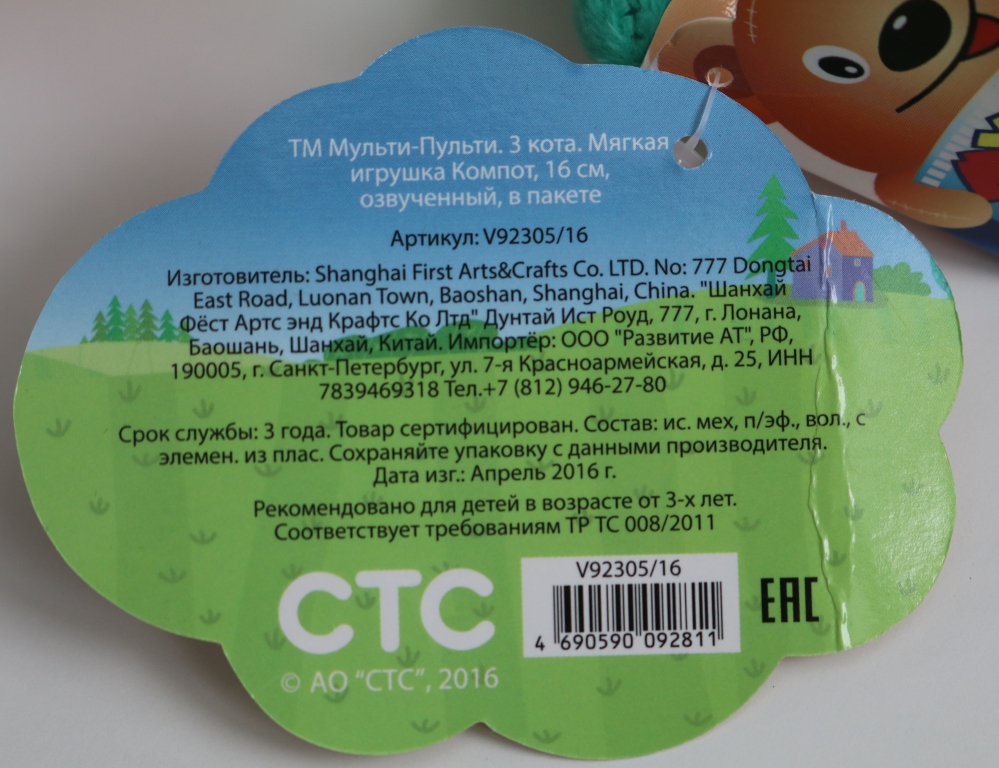 ТМ Мульти-Пульти. 3 кота. Мягкая
игрушка Компот, 16 см,
озвученный, в пакете
Артикул: V92305/16
Изготовитель: Shanghai First Arts&Crafts Co. LTD. No: 777 Dongtai
East Road, Luonan Town, Baoshan, Shanghai, China. "Шанхай
Фёст Артс энд Крафтс Ко Лтд" Дунтай Ист Роуд, 777, г. Лонана,
Баошань, Шанхай, Китай. Импортёр: ООО "Развитие АТ", РФ,
190005, г. Санкт-Петербург, ул. 7-я Красноармейская, д. 25, ИНН
7839469318 Тел.+7 (812) 946-27-80
Срок службы: 3 года. Товар сертифицирован. Состав: ис. мех, п/эф., вол., с
элемен. из плас. Сохраняйте упаковку с данными производителя.
Дата изг.: Апрель 2016 г.
Рекомендовано для детей в возрасте от 3-х лет.
Соответствует требованиям ТР ТС 008/2011
СТС
V92305/16
4 690590 092811
EAC
© АО "СТС", 2016